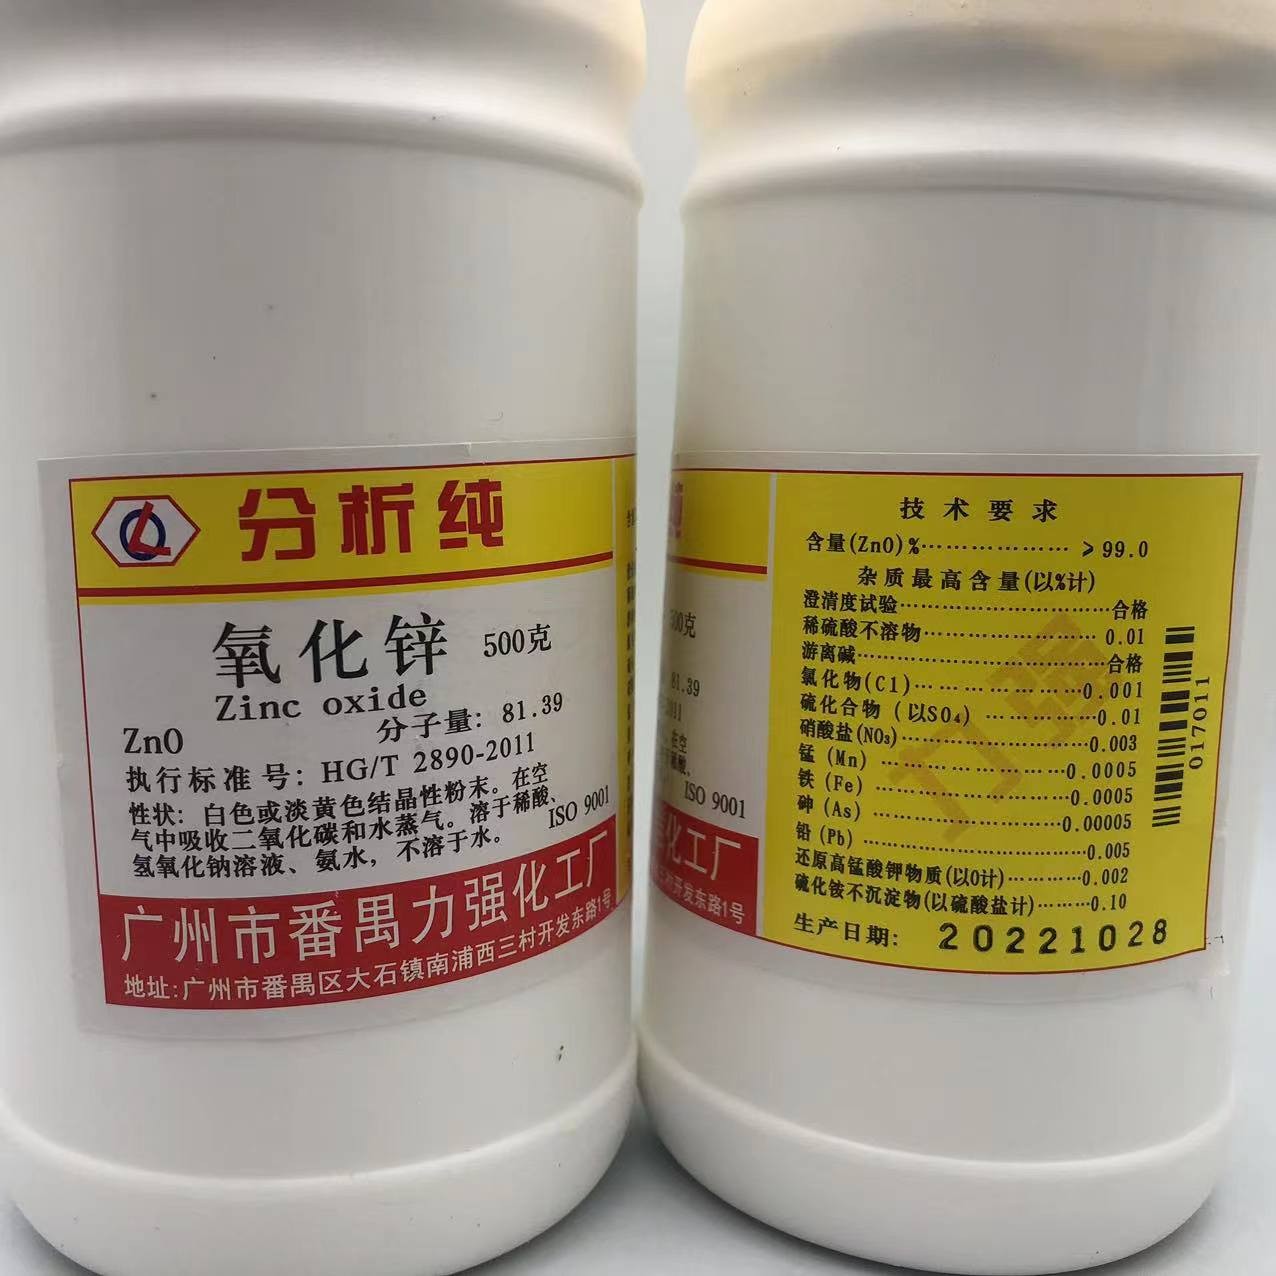 分析纯
氧化锌 500克
Zinc oxide
ZnO 分子量: 81.39
执行标准号: HG/T 2890-2011
性状: 白色或淡黄色结晶性粉末。在空
气中吸收二氧化碳和水蒸气。溶于稀酸、
氢氧化钠溶液、氨水, 不溶于水。
ISO 9001
广州市番禺力强化工厂
地址:广州市番禺区大石镇南浦西三村开发东路1号
纯
00克
81.39
2011
在空
ISO 9001
化工厂
三村开发东路1号
技术要求
含量(ZnO)%………………… ≥99.0
杂质最高含量(以%计)
澄清度试验…………………………合格
稀硫酸不溶物……………………0.01
游离碱………………………………合格
氯化物(Cl)……………………0.001
硫化合物(以SO₄)……………0.01
硝酸盐(NO₃)……………………0.003
锰(Mn)………………………0.0005
铁(Fe)………………………0.0005
砷(As)………………………0.00005
铅(Pb)…………………………0.005
还原高锰酸钾物质(以O计)………0.002
硫化铵不沉淀物(以硫酸盐计)………0.10
生产日期: 20221028
力强
017011